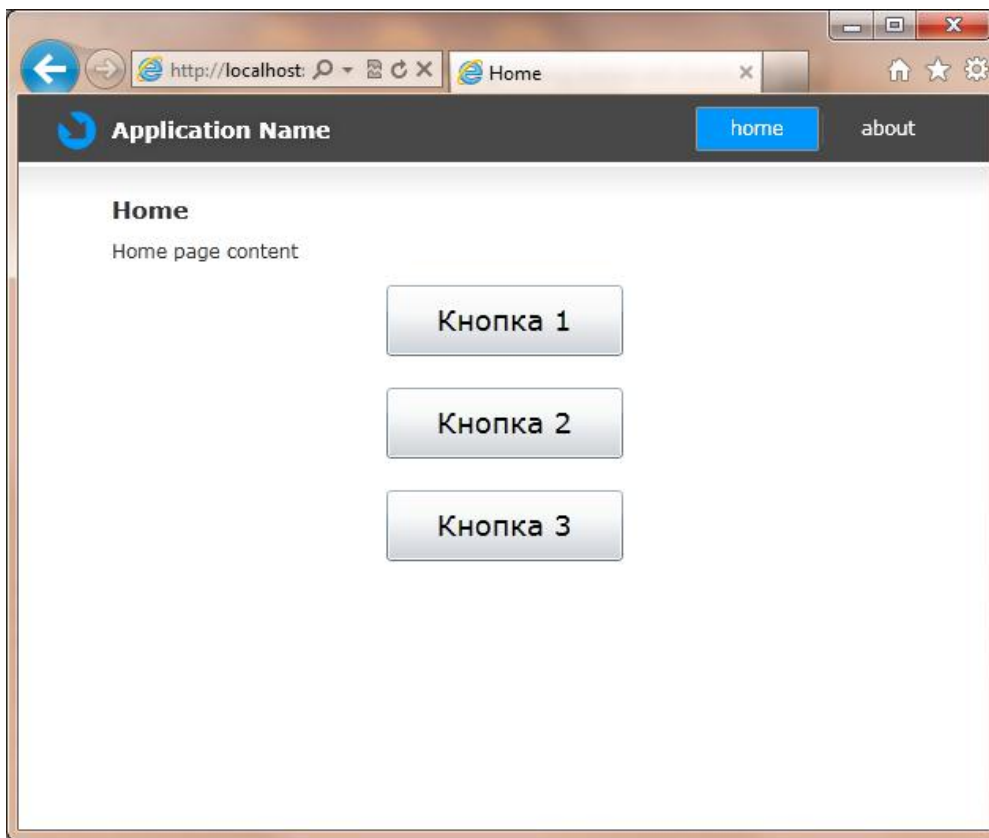 http://localhost:
Home
Application Name
home
about
Home
Home page content
Кнопка 1
Кнопка 2
Кнопка 3